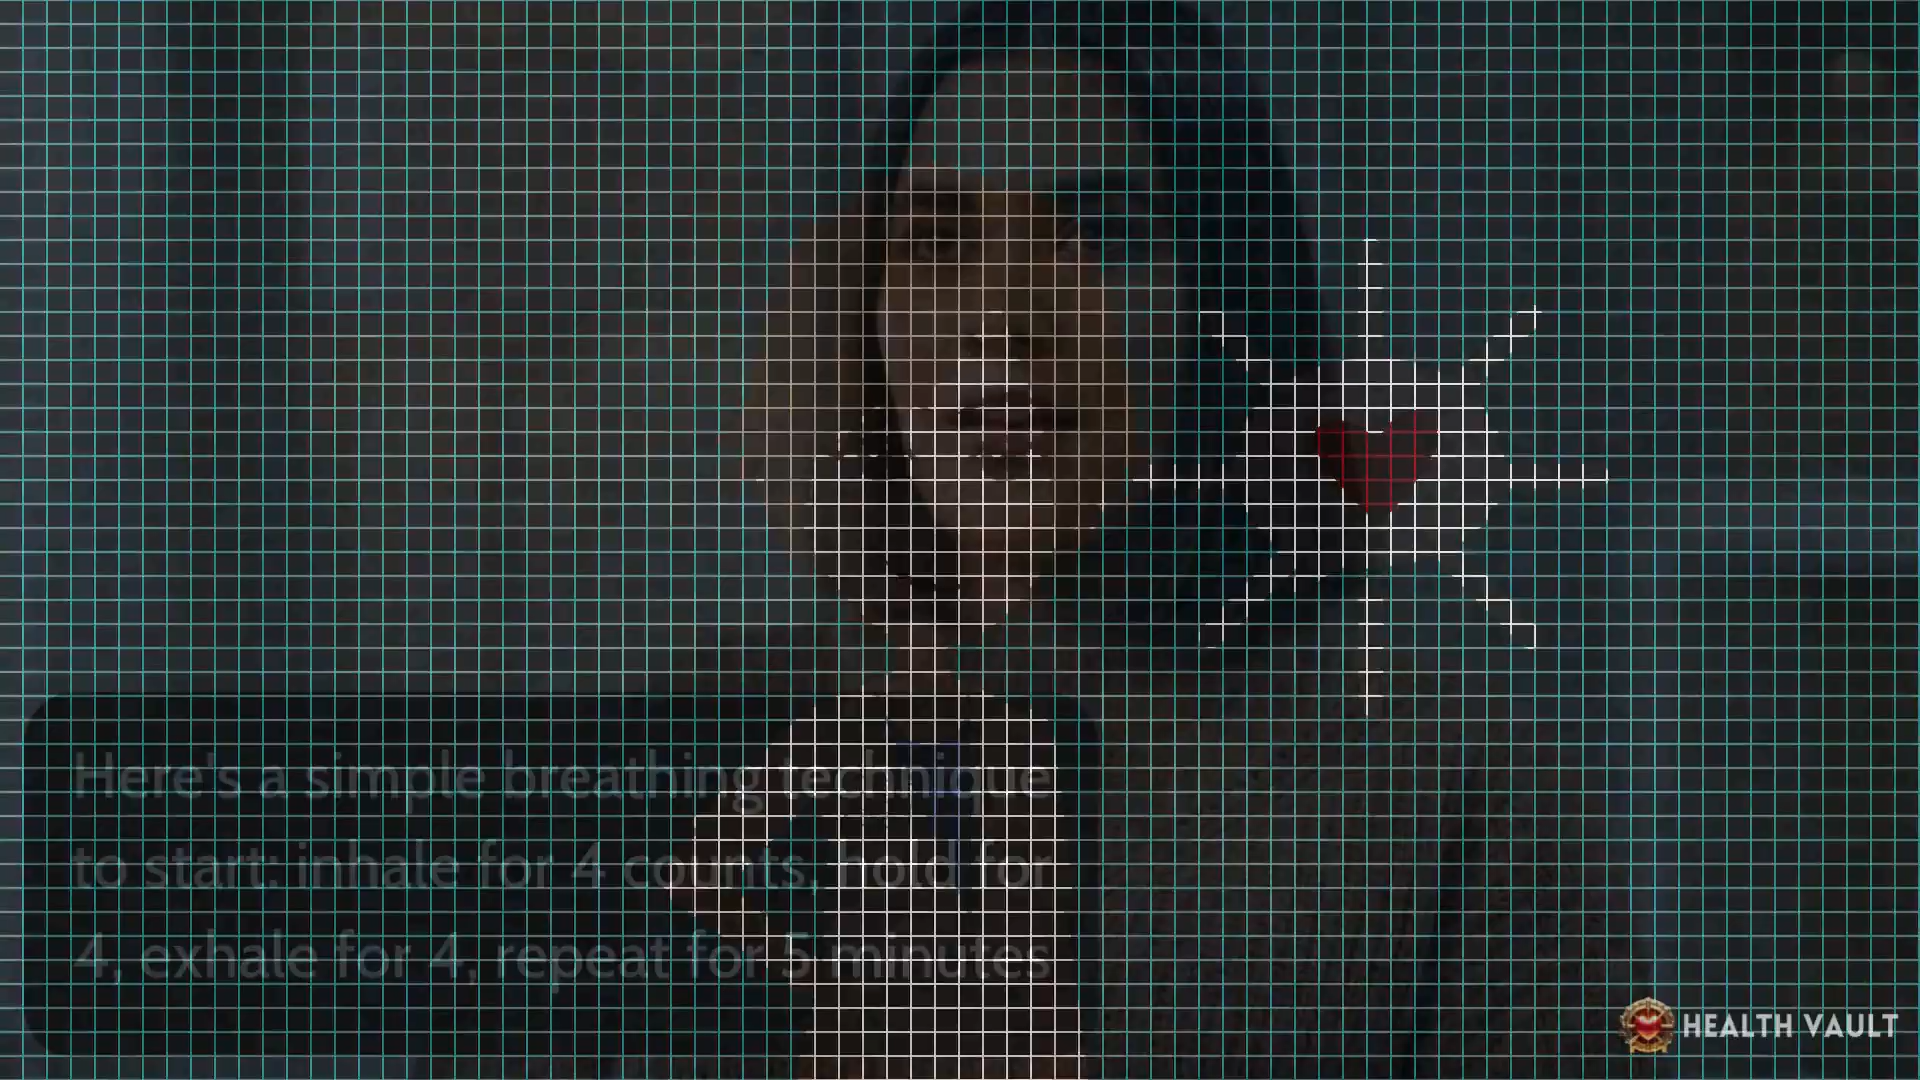 Here's a simple breathing technique
to start: inhale for 4 counts, hold for
4, exhale for 4, repeat for 5 minutes
HEALTH VAULT